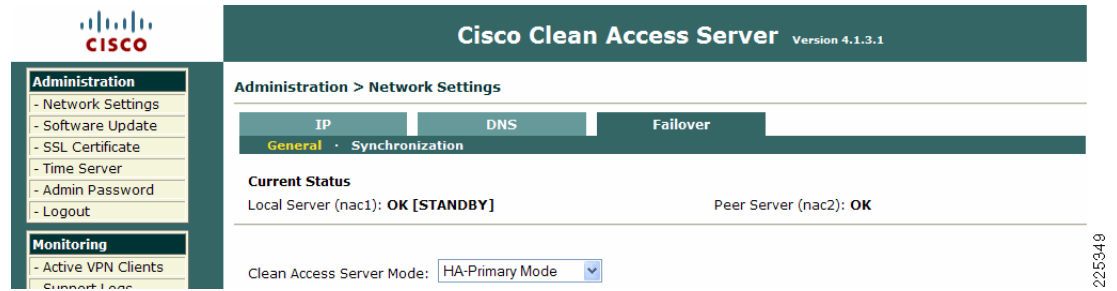 CISCO
Cisco Clean Access Server Version 4.1.3.1
Administration
- Network Settings
- Software Update
- SSL Certificate
- Time Server
- Admin Password
- Logout
Monitoring
- Active VPN Clients
- Support Logs
Administration > Network Settings
IP DNS Failover
General · Synchronization
Current Status
Local Server (nac1): OK [STANDBY] Peer Server (nac2): OK
Clean Access Server Mode: HA-Primary Mode
225349